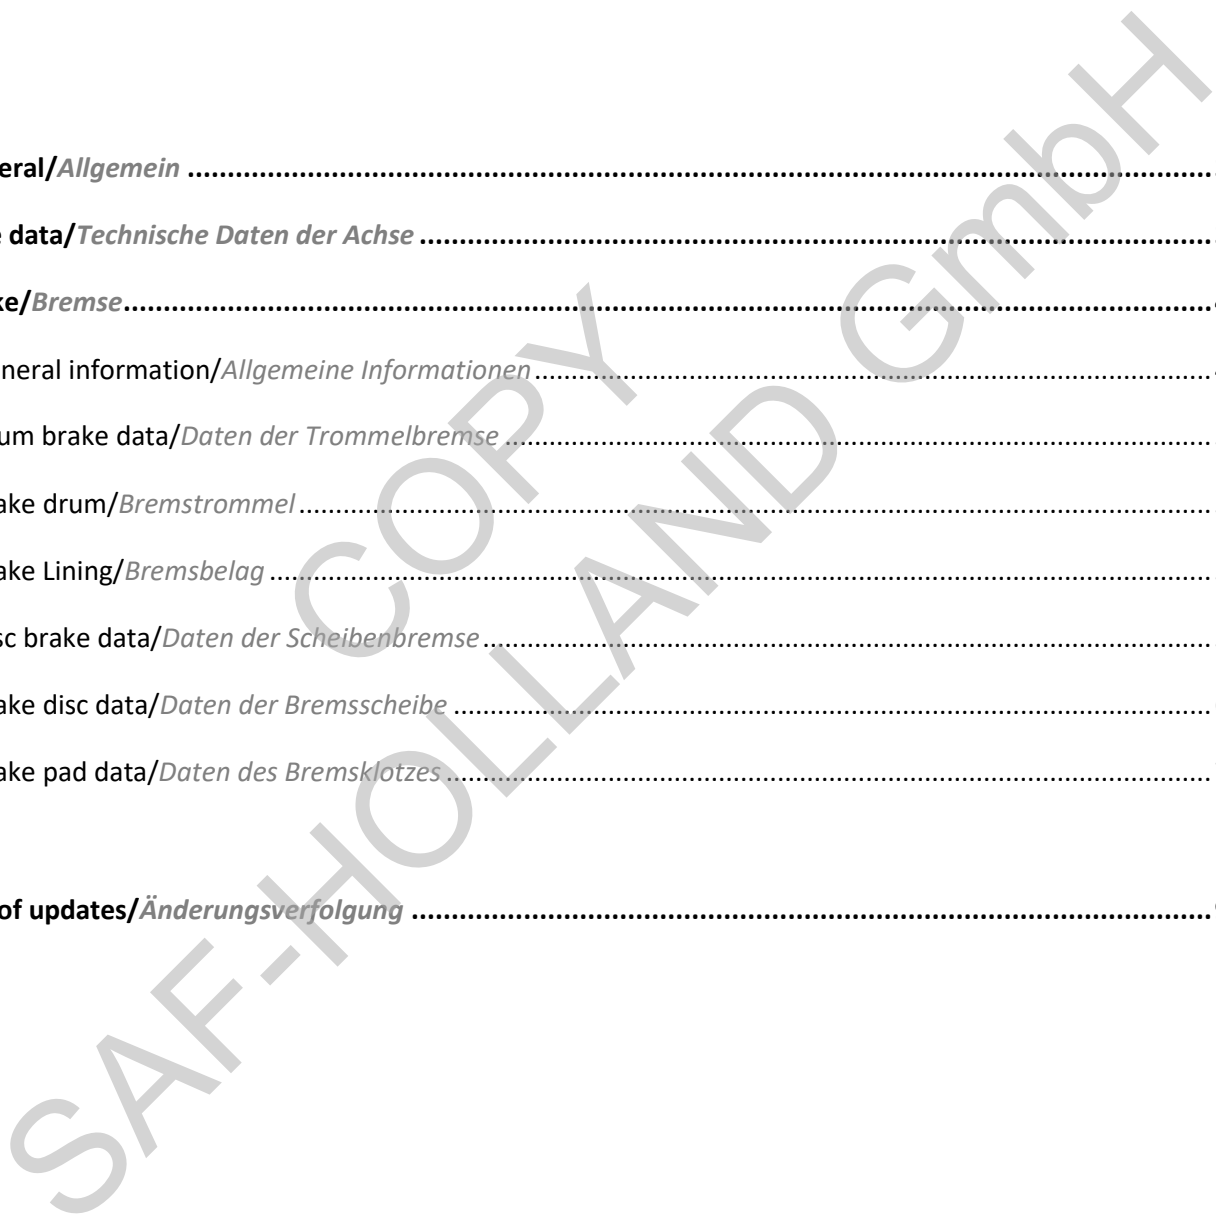 eral/Allgemein ................................................................
e data/Technische Daten der Achse ................................................................
ke/Bremse................................................................
neral information/Allgemeine Informationen ................................................................
um brake data/Daten der Trommelbremse ................................................................
ake drum/Bremstrommel ................................................................
ake Lining/Bremsbelag ................................................................
sc brake data/Daten der Scheibenbremse ................................................................
ake disc data/Daten der Bremsscheibe ................................................................
ake pad data/Daten des Bremsklotzes ................................................................
of updates/Änderungsverfolgung ................................................................
COPY
SAF-HOLLAND GmbH